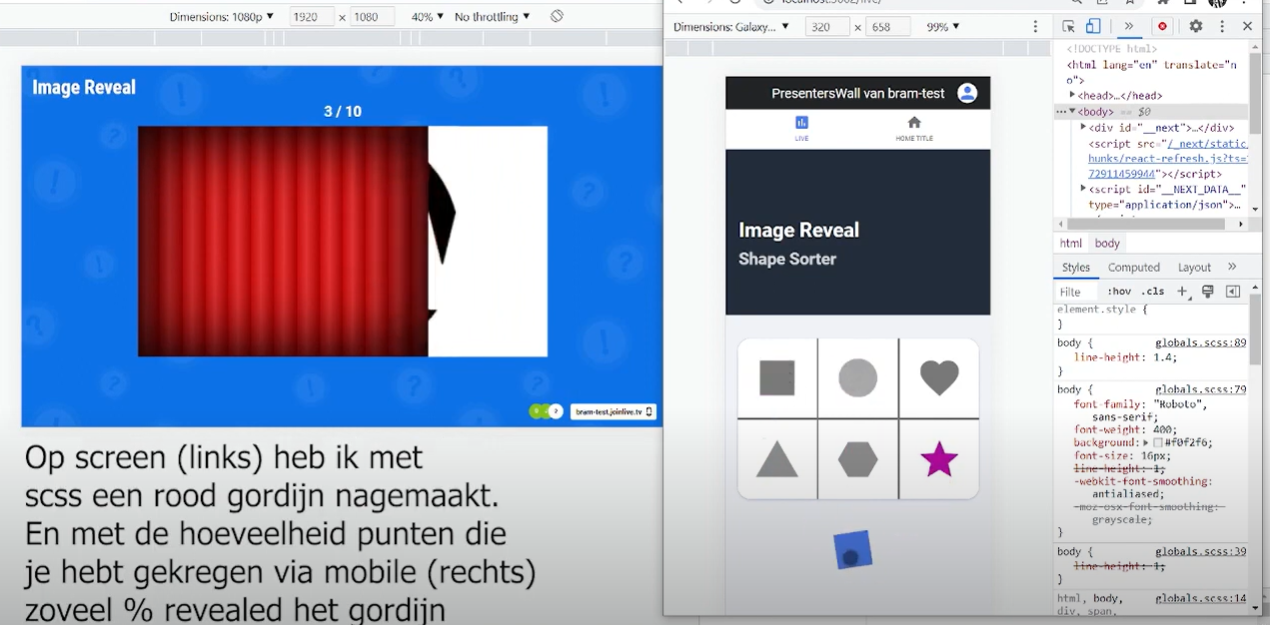 Dimensions: 1080p ▼ 1920 x 1080 40% ▼ No throttling ▼
Image Reveal
3 / 10
bram-test.joinlive.tv
Op screen (links) heb ik met
scss een rood gordijn nagemaakt.
En met de hoeveelheid punten die
je hebt gekregen via mobile (rechts)
zoveel % revealed het gordijn
Dimensions: Galaxy... ▼ 320 x 658 99% ▼
PresentersWall van bram-test
LIVE HOME TITLE
Image Reveal
Shape Sorter
<!DOCTYPE html>
<html lang="en" translate="n
o">
<head>…</head>
<body> == $0
<div id="__next">…</div>
<script src="/_next/static/
hunks/react-refresh.js?ts=1
72911459944"></script>
<script id="__NEXT_DATA__"
type="application/json">…
html body
Styles Computed Layout »
Filte :hov .cls +
element.style {
}
body { globals.scss:89
line-height: 1.4;
}
body { globals.scss:79
font-family: "Roboto",
sans-serif;
font-weight: 400;
background: #f0f2f6;
font-size: 16px;
line-height: 1;
-webkit-font-smoothing:
antialiased;
-moz-osx-font-smoothing:
grayscale;
}
body { globals.scss:39
line-height: 1;
}
html, body, globals.scss:14
div, span,